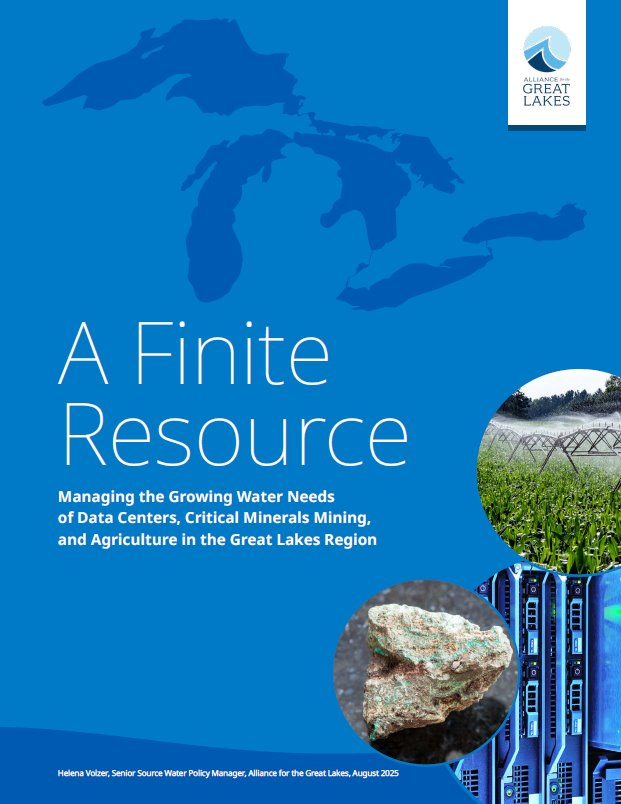 ALLIANCE for the
GREAT
LAKES
A Finite
Resource
Managing the Growing Water Needs
of Data Centers, Critical Minerals Mining,
and Agriculture in the Great Lakes Region
Helena Volzer, Senior Source Water Policy Manager, Alliance for the Great Lakes, August 2025